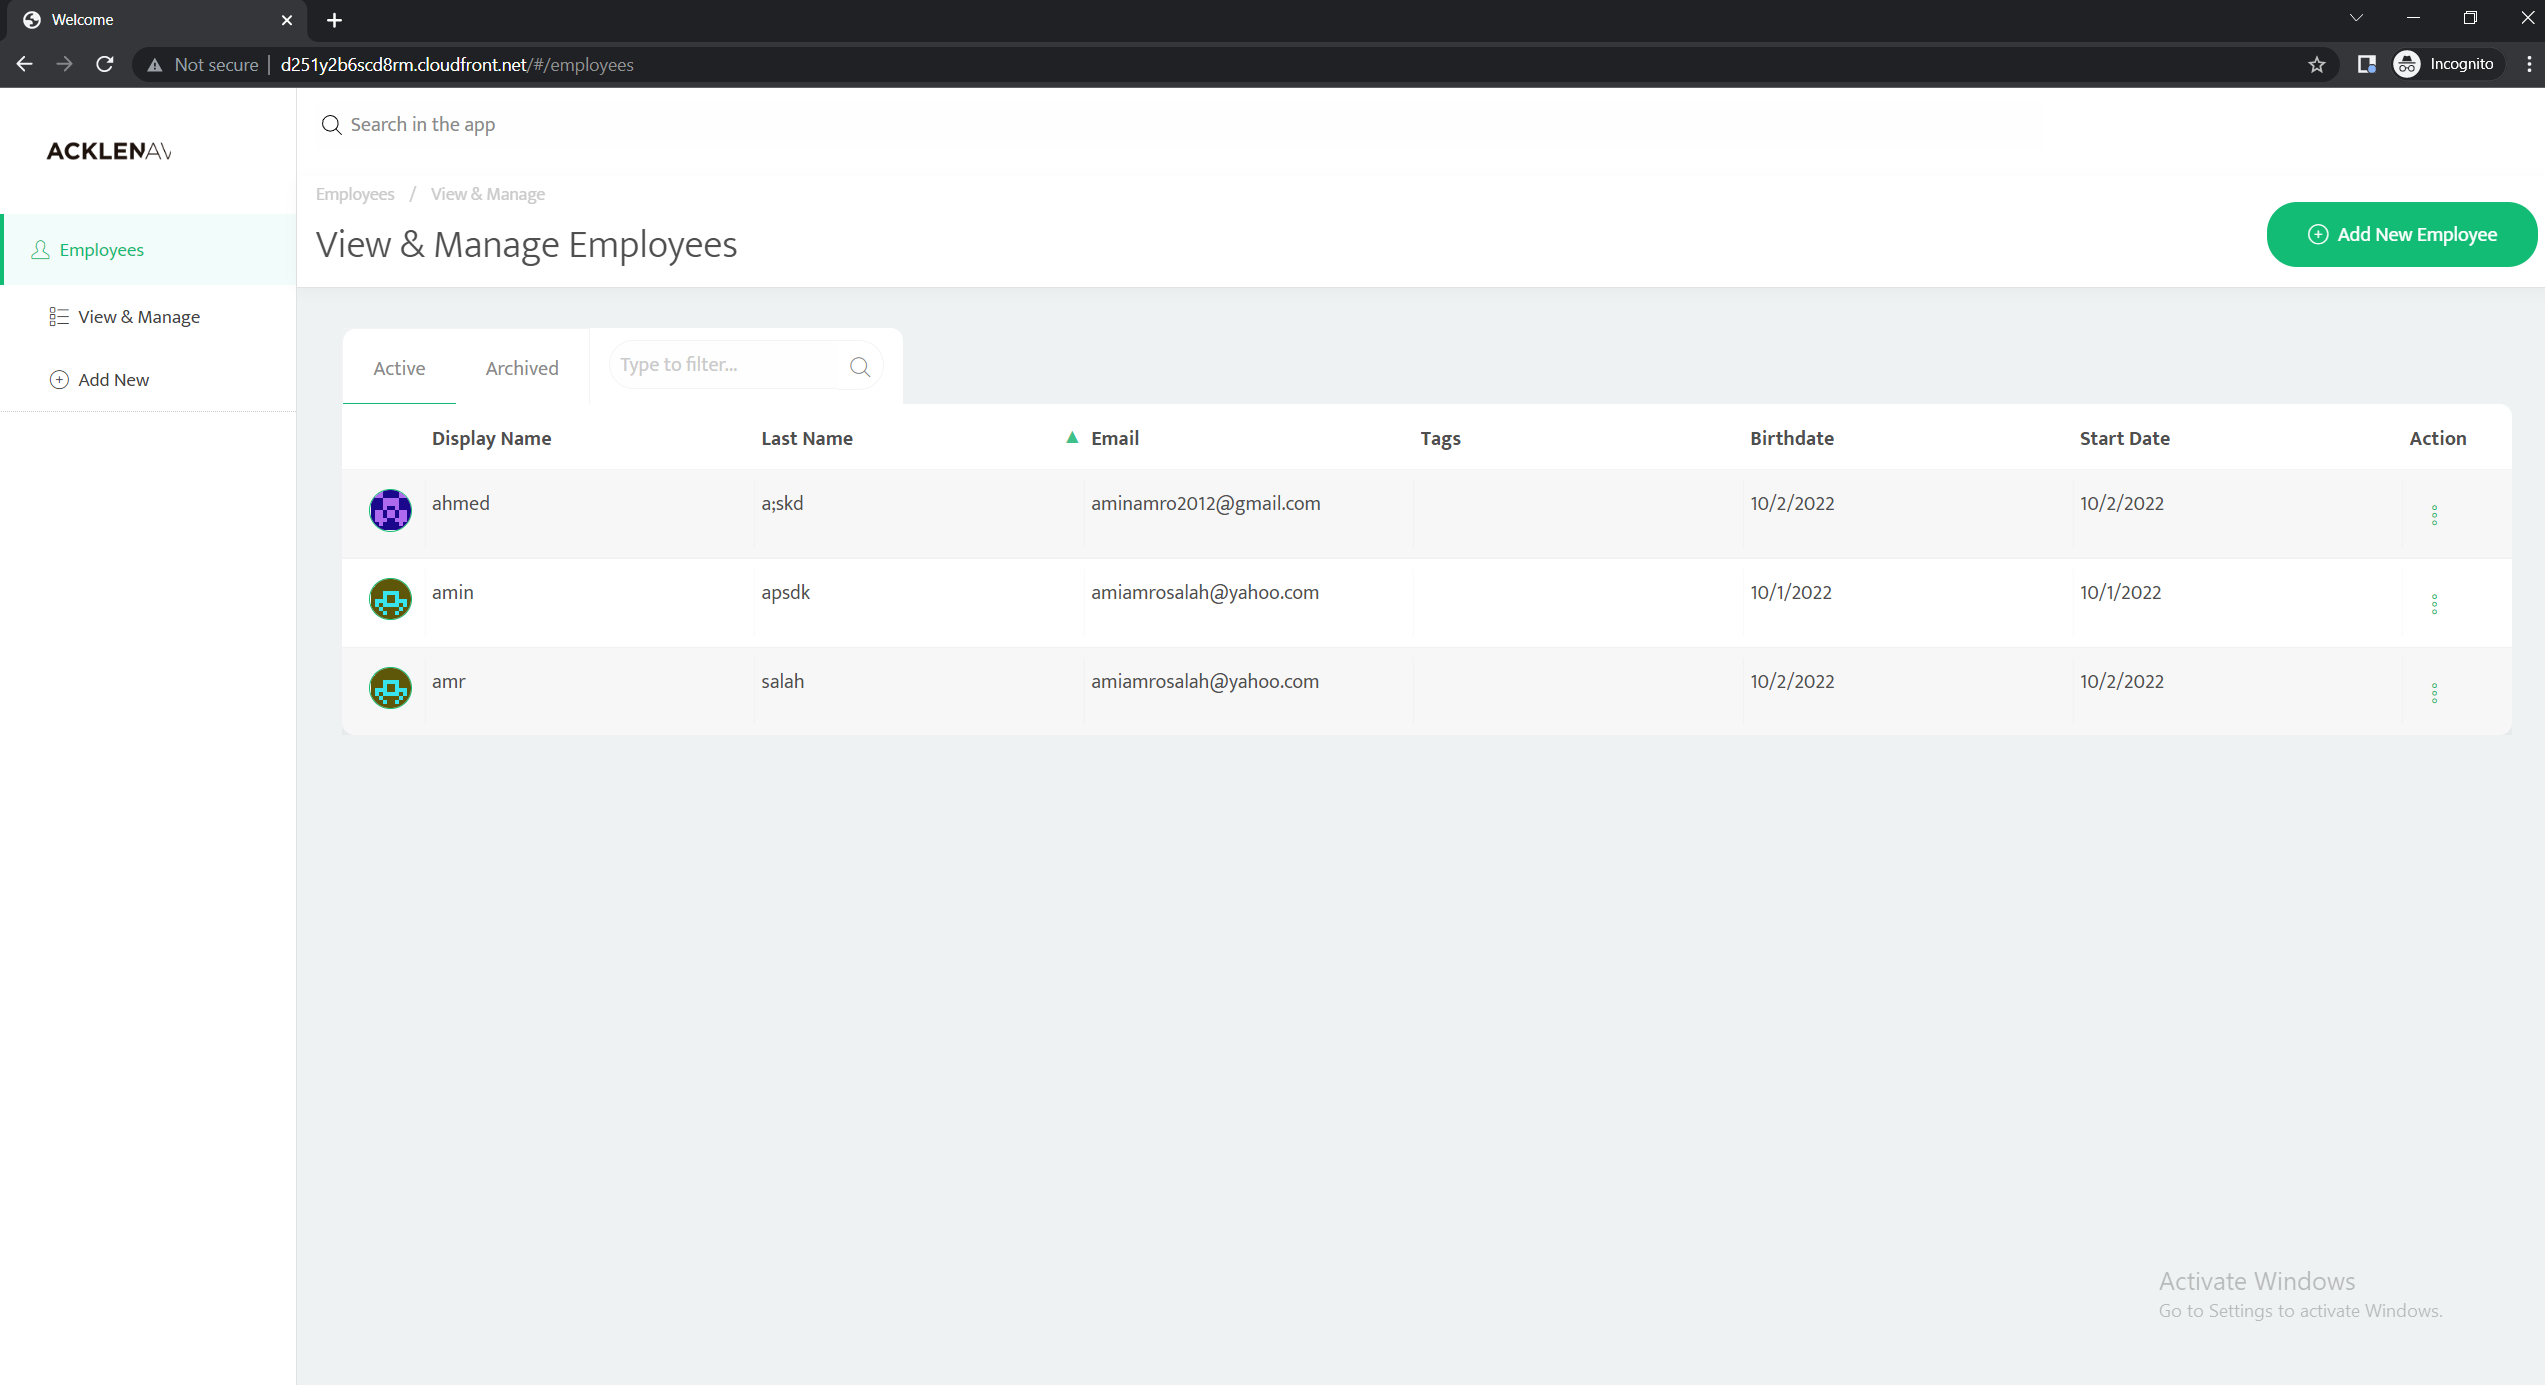 Welcome
Not secure
d251y2b6scd8rm.cloudfront.net/#/employees
Incognito
ACKLENAV
Search in the app
Employees / View & Manage
View & Manage Employees
Add New Employee
Employees
View & Manage
Add New
Active Archived Type to filter...
Display Name Last Name Email Tags Birthdate Start Date Action
ahmed a;skd aminamro2012@gmail.com 10/2/2022 10/2/2022
amin apsdk amiamrosalah@yahoo.com 10/1/2022 10/1/2022
amr salah amiamrosalah@yahoo.com 10/2/2022 10/2/2022
Activate Windows
Go to Settings to activate Windows.